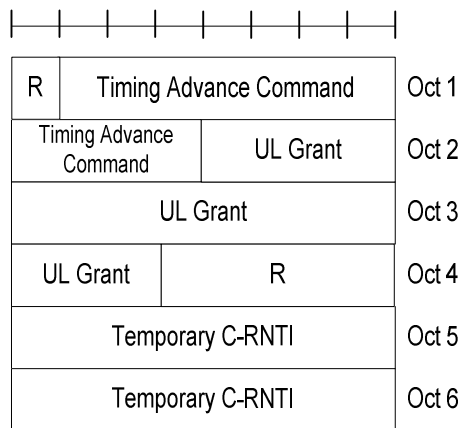 R Timing Advance Command Oct 1
Timing Advance
Command UL Grant Oct 2
UL Grant Oct 3
UL Grant R Oct 4
Temporary C-RNTI Oct 5
Temporary C-RNTI Oct 6